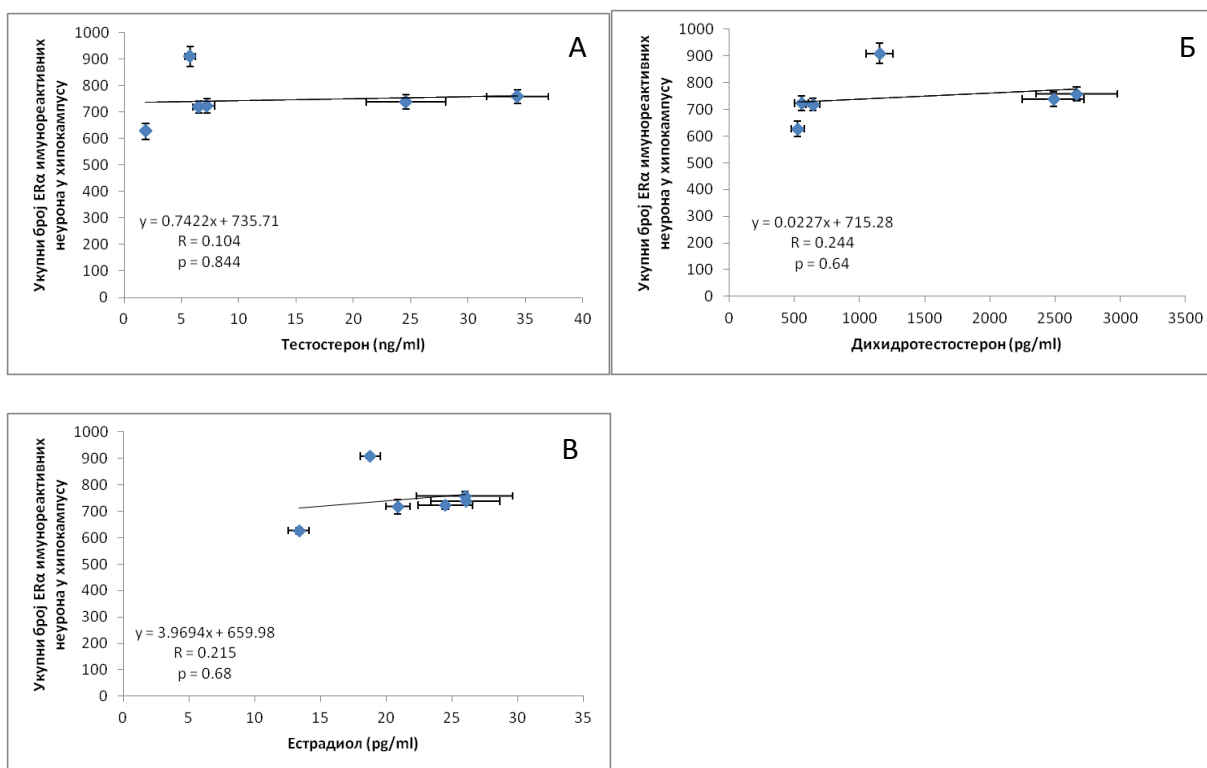 А
Укупни број ERα имунореактивних
неурона у хипокампусу
1000
900
800
700
600
500
400
300
200
100
0
y = 0.7422x + 735.71
R = 0.104
p = 0.844
0 5 10 15 20 25 30 35 40
Тестостерон (ng/ml)
Б
Укупни број ERα имунореактивних
неурона у хипокампусу
1000
900
800
700
600
500
400
300
200
100
0
y = 0.0227x + 715.28
R = 0.244
p = 0.64
0 500 1000 1500 2000 2500 3000 3500
Дихидротестостерон (pg/ml)
В
Укупни број ERα имунореактивних
неурона у хипокампусу
1000
900
800
700
600
500
400
300
200
100
0
y = 3.9694x + 659.98
R = 0.215
p = 0.68
0 5 10 15 20 25 30 35
Естрадиол (pg/ml)